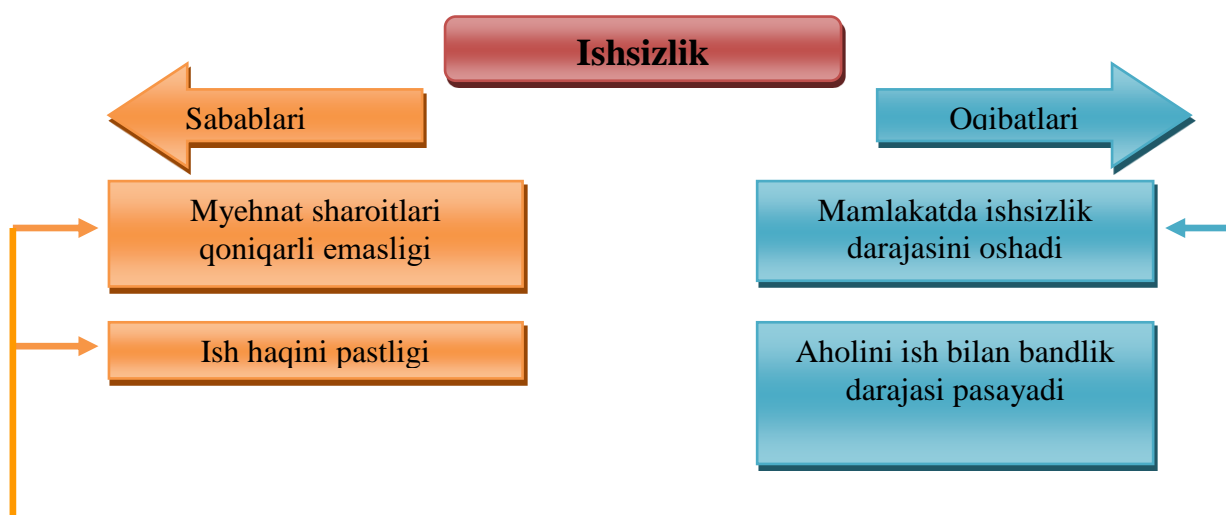 Ishsizlik
Sabablari
Oqibatlari
Myehnat sharoitlari
qoniqarli emasligi
Mamlakatda ishsizlik
darajasini oshadi
Ish haqini pastligi
Aholini ish bilan bandlik
darajasi pasayadi